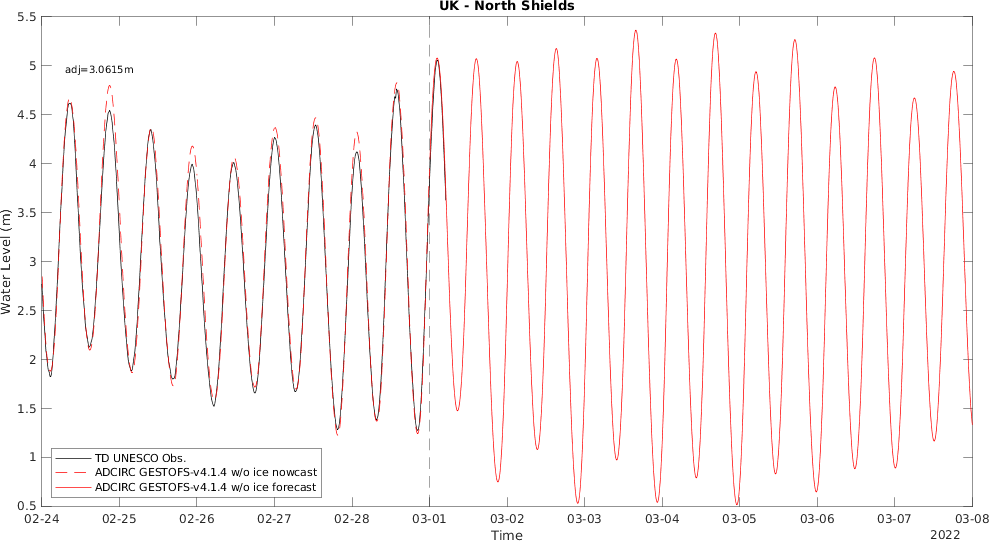 UK - North Shields
5.5
5
4.5
4
3.5
3
2.5
2
1.5
1
0.5
Water Level (m)
adj=3.0615m
TD UNESCO Obs.
ADCIRC GESTOFS-v4.1.4 w/o ice nowcast
ADCIRC GESTOFS-v4.1.4 w/o ice forecast
02-24 02-25 02-26 02-27 02-28 03-01 03-02 03-03 03-04 03-05 03-06 03-07 03-08
Time
2022